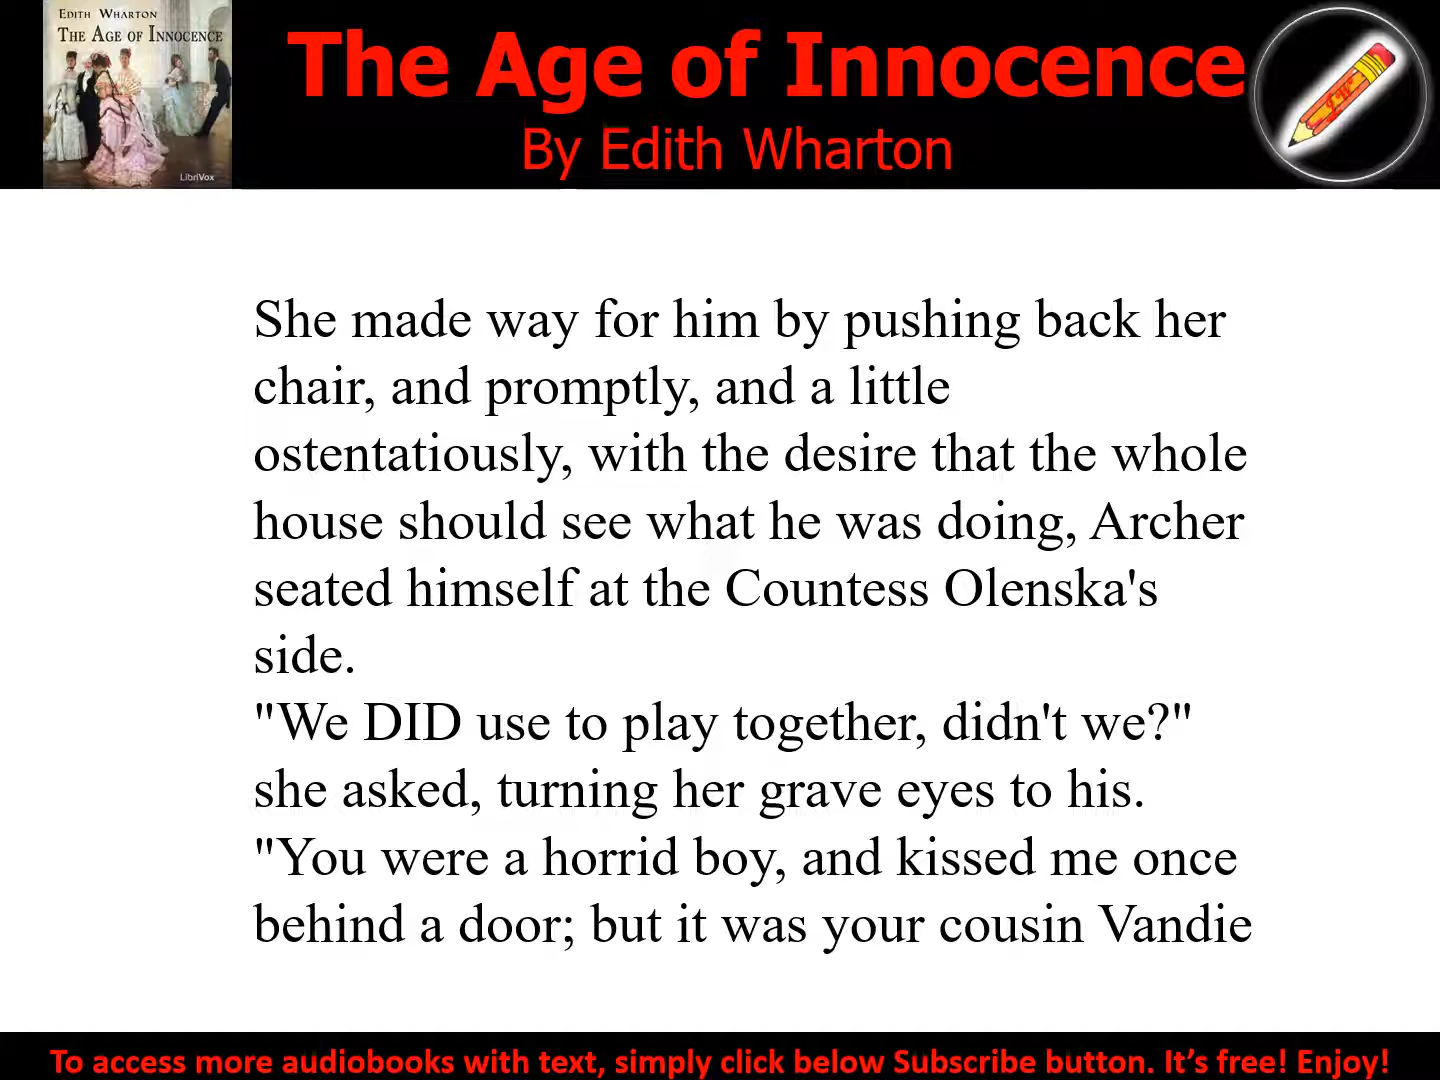 EDITH WHARTON
THE AGE OF INNOCENCE
LibriVox
The Age of Innocence
By Edith Wharton
She made way for him by pushing back her
chair, and promptly, and a little
ostentatiously, with the desire that the whole
house should see what he was doing, Archer
seated himself at the Countess Olenska's
side.
"We DID use to play together, didn't we?"
she asked, turning her grave eyes to his.
"You were a horrid boy, and kissed me once
behind a door; but it was your cousin Vandie
To access more audiobooks with text, simply click below Subscribe button. It’s free! Enjoy!